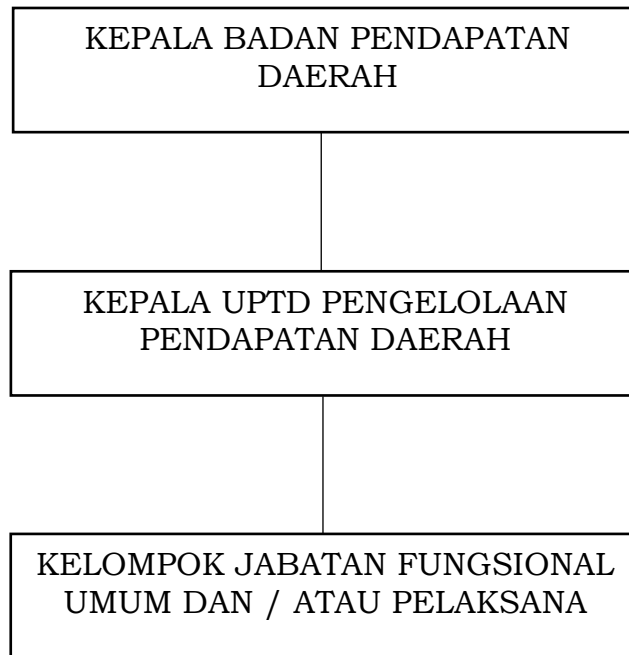 KEPALA BADAN PENDAPATAN
DAERAH
KEPALA UPTD PENGELOLAAN
PENDAPATAN DAERAH
KELOMPOK JABATAN FUNGSIONAL
UMUM DAN / ATAU PELAKSANA